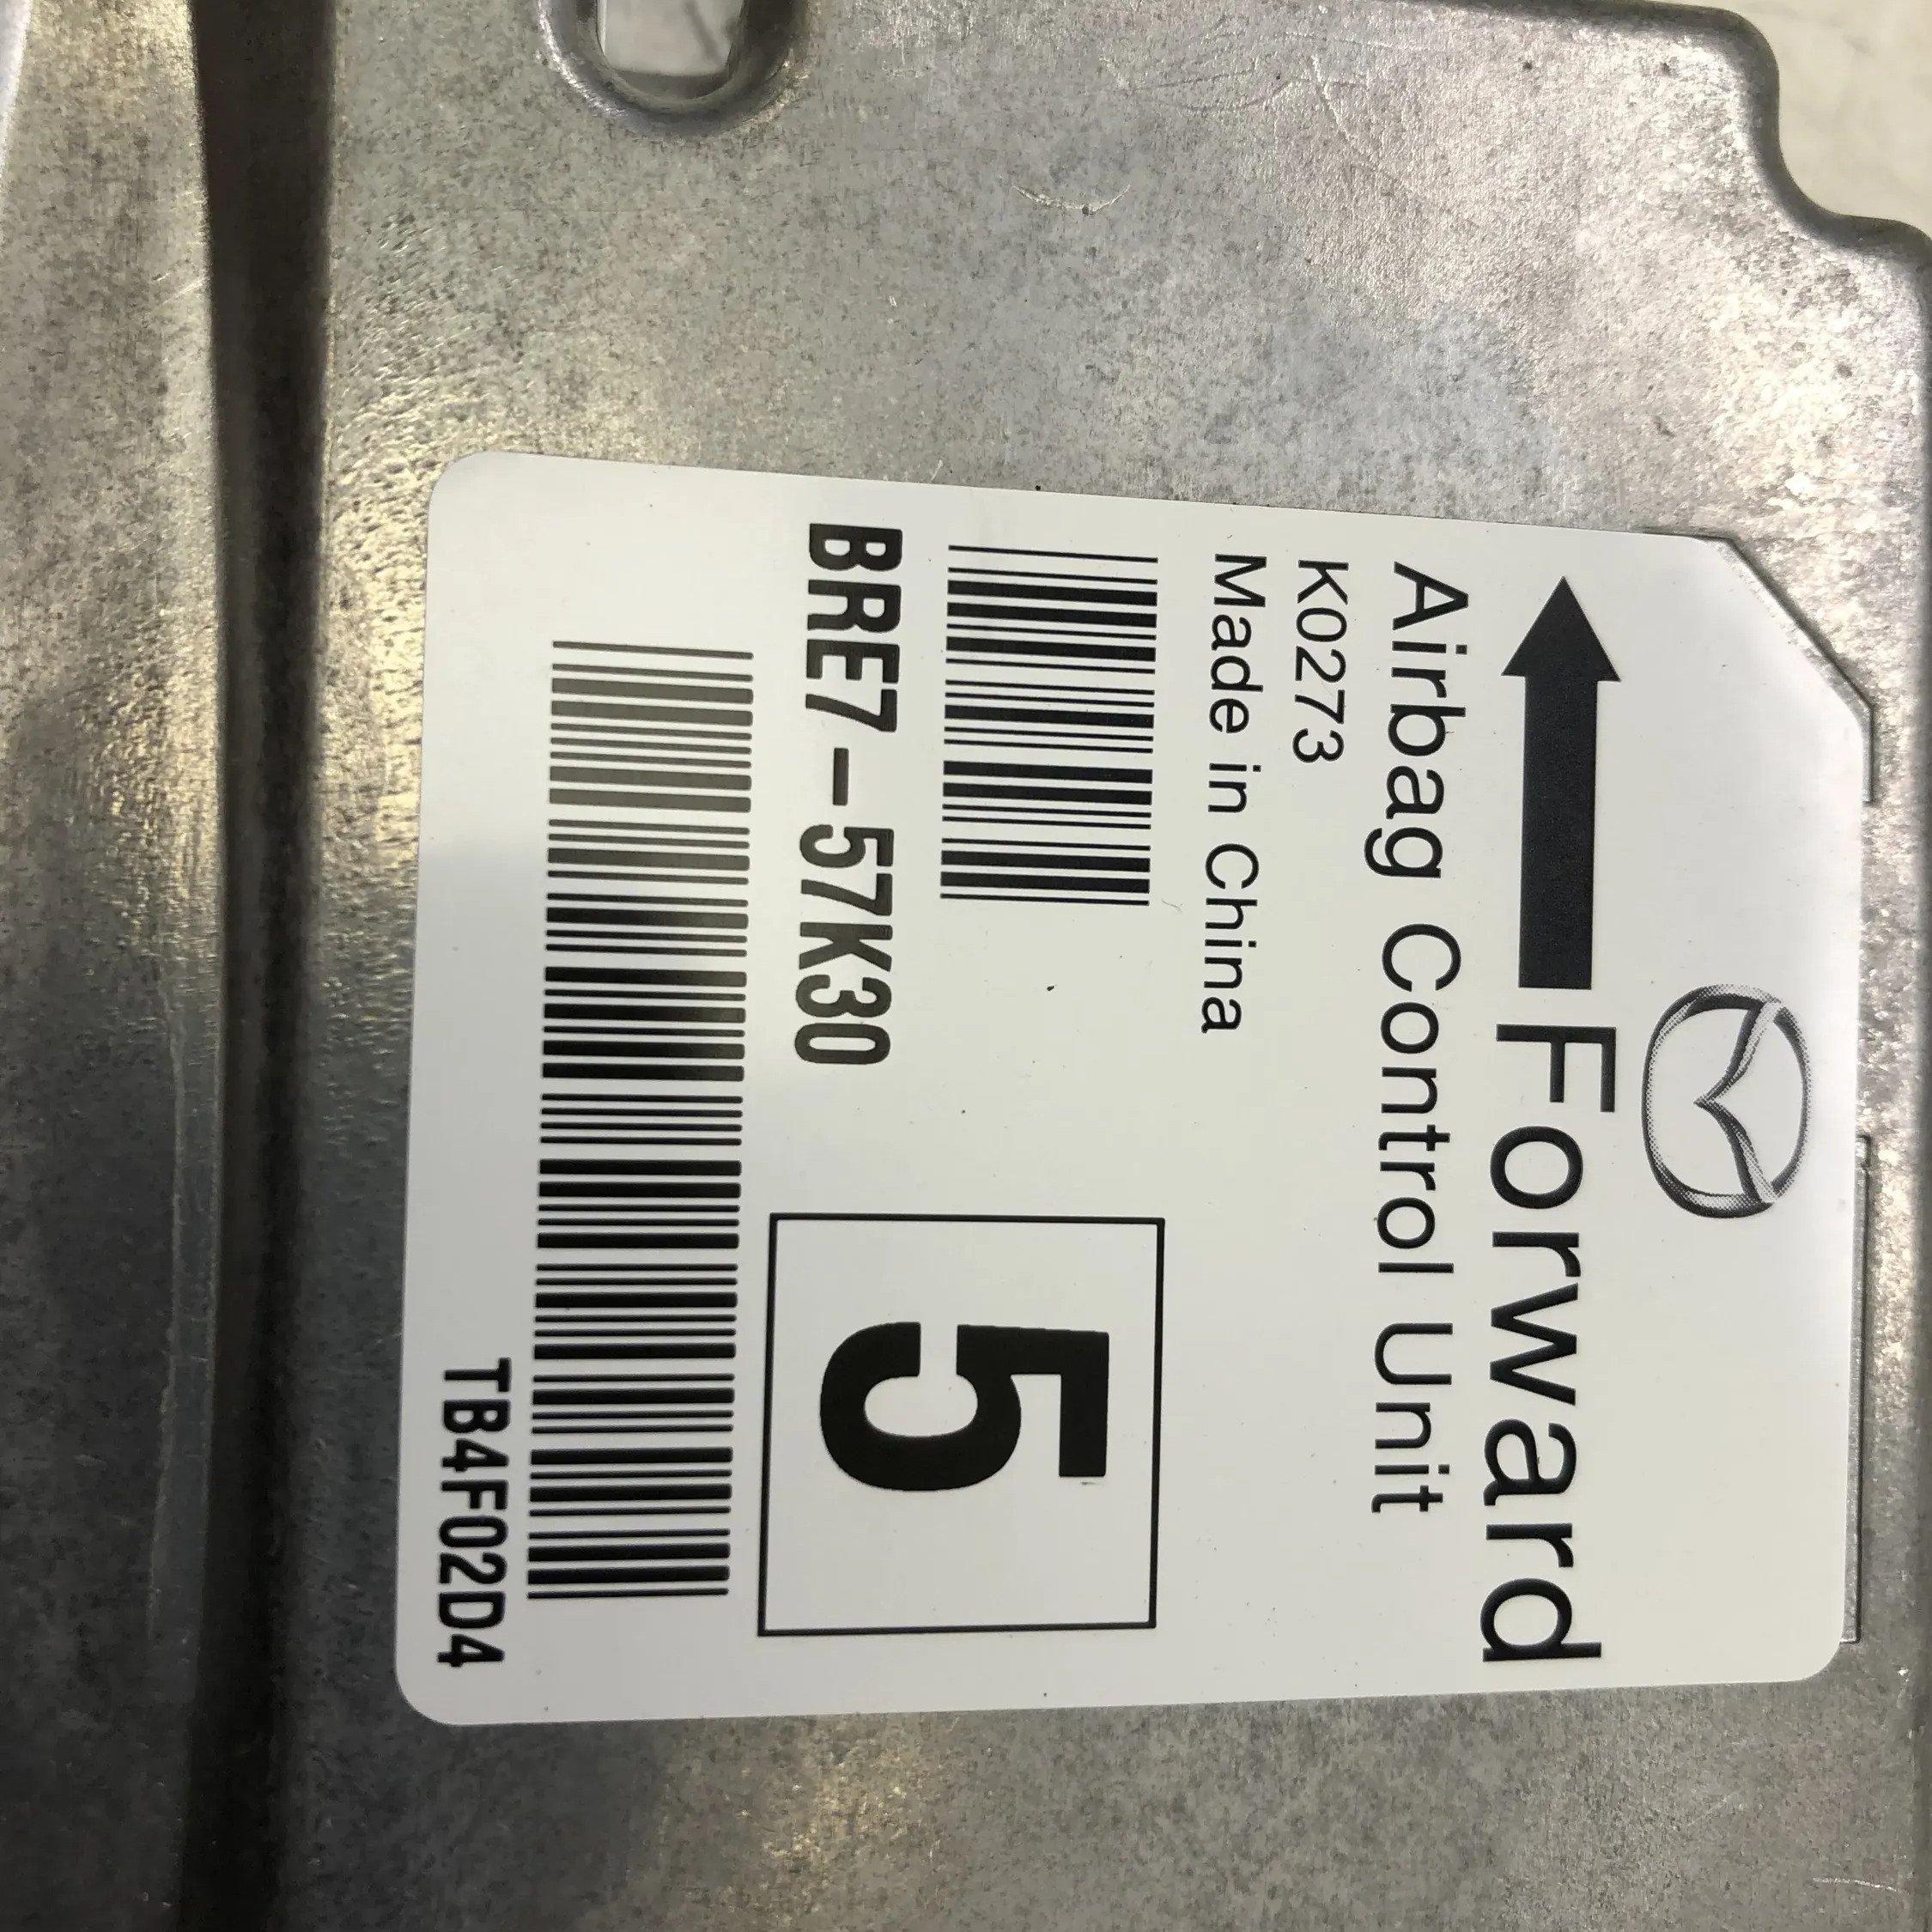 Forward
Airbag Control Unit
K0273
Made in China
BRE7-57K30
5
TB4F02D4